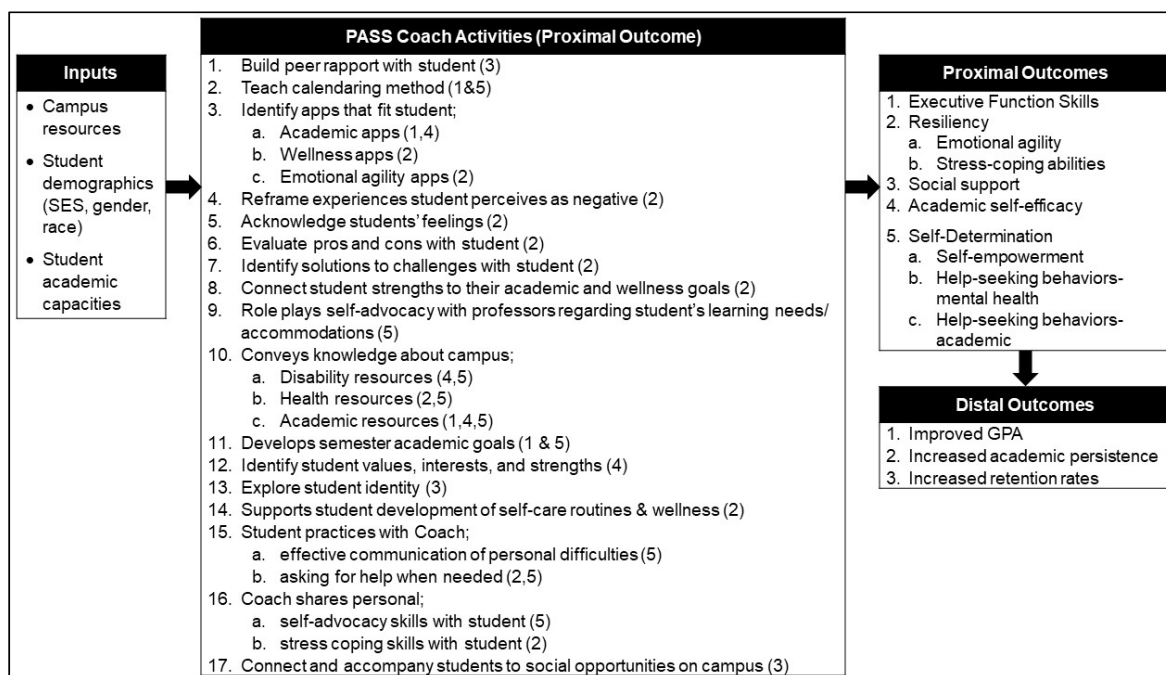 Inputs
• Campus
resources
• Student
demographics
(SES, gender,
race)
• Student
academic
capacities
PASS Coach Activities (Proximal Outcome)
1. Build peer rapport with student (3)
2. Teach calendaring method (1&5)
3. Identify apps that fit student;
a. Academic apps (1,4)
b. Wellness apps (2)
c. Emotional agility apps (2)
4. Reframe experiences student perceives as negative (2)
5. Acknowledge students' feelings (2)
6. Evaluate pros and cons with student (2)
7. Identify solutions to challenges with student (2)
8. Connect student strengths to their academic and wellness goals (2)
9. Role plays self-advocacy with professors regarding student's learning needs/
accommodations (5)
10. Conveys knowledge about campus;
a. Disability resources (4,5)
b. Health resources (2,5)
c. Academic resources (1,4,5)
11. Develops semester academic goals (1 & 5)
12. Identify student values, interests, and strengths (4)
13. Explore student identity (3)
14. Supports student development of self-care routines & wellness (2)
15. Student practices with Coach;
a. effective communication of personal difficulties (5)
b. asking for help when needed (2,5)
16. Coach shares personal;
a. self-advocacy skills with student (5)
b. stress coping skills with student (2)
17. Connect and accompany students to social opportunities on campus (3)
Proximal Outcomes
1. Executive Function Skills
2. Resiliency
a. Emotional agility
b. Stress-coping abilities
3. Social support
4. Academic self-efficacy
5. Self-Determination
a. Self-empowerment
b. Help-seeking behaviors-
mental health
c. Help-seeking behaviors-
academic
Distal Outcomes
1. Improved GPA
2. Increased academic persistence
3. Increased retention rates